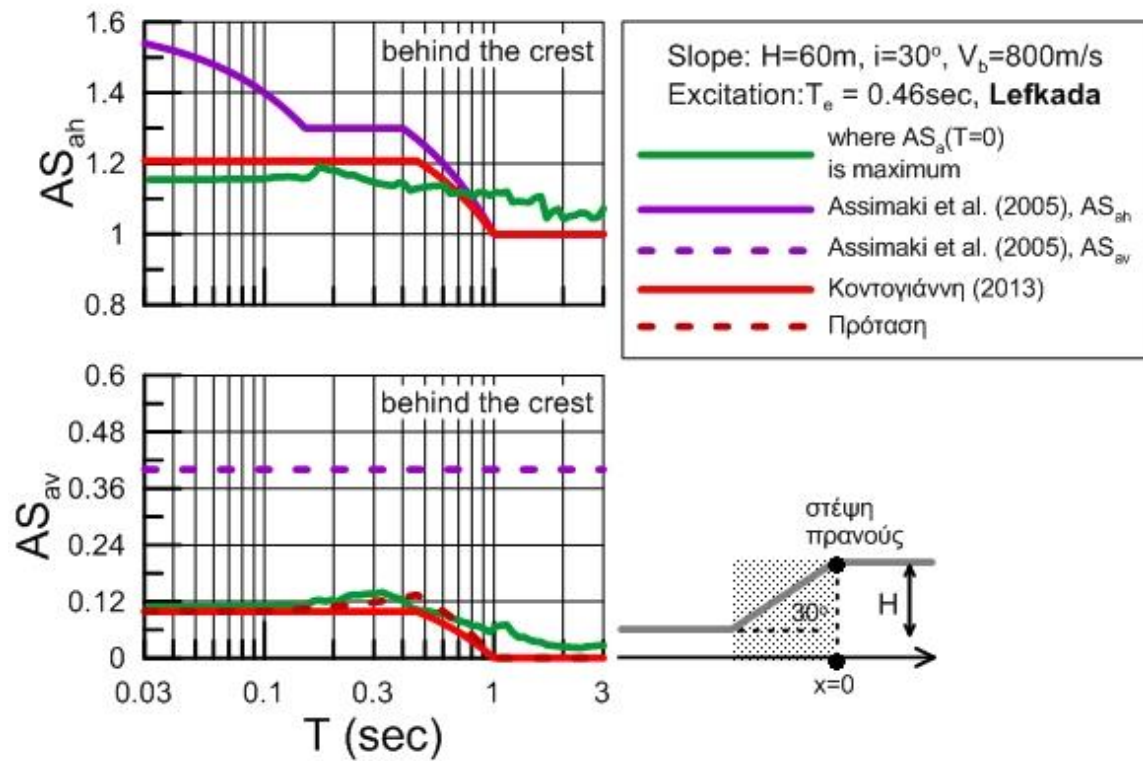 1.6
1.4
1.2
1
0.8
AS_ah
behind the crest
Slope: H=60m, i=30°, V_b=800m/s
Excitation:T_e = 0.46sec, Lefkada
where AS_a(T=0)
is maximum
Assimaki et al. (2005), AS_ah
Assimaki et al. (2005), AS_av
Κοντογιάννη (2013)
Πρόταση
0.6
0.48
0.36
0.24
0.12
0
AS_av
behind the crest
0.03 0.1 0.3 1 3
T (sec)
στέψη
πρανούς
30°
H
x=0